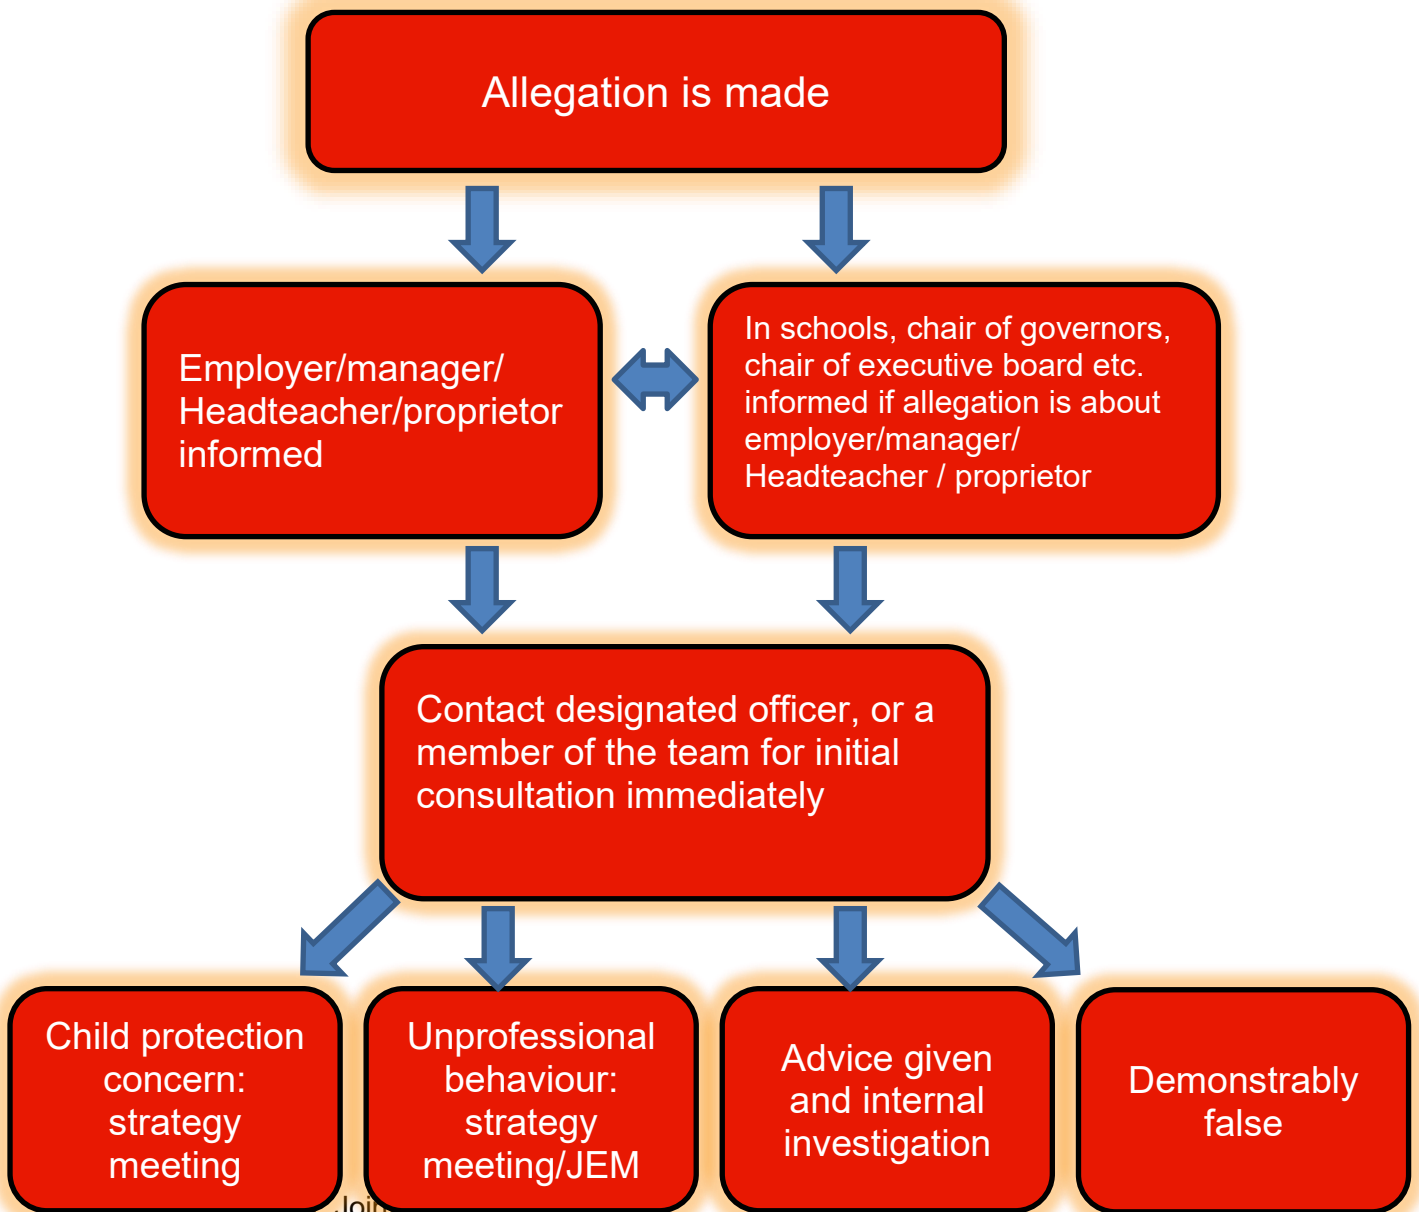 Allegation is made
Employer/manager/
Headteacher/proprietor
informed
In schools, chair of governors,
chair of executive board etc.
informed if allegation is about
employer/manager/
Headteacher / proprietor
Contact designated officer, or a
member of the team for initial
consultation immediately
Child protection
concern:
strategy
meeting
Unprofessional
behaviour:
strategy
meeting/JEM
Advice given
and internal
investigation
Demonstrably
false